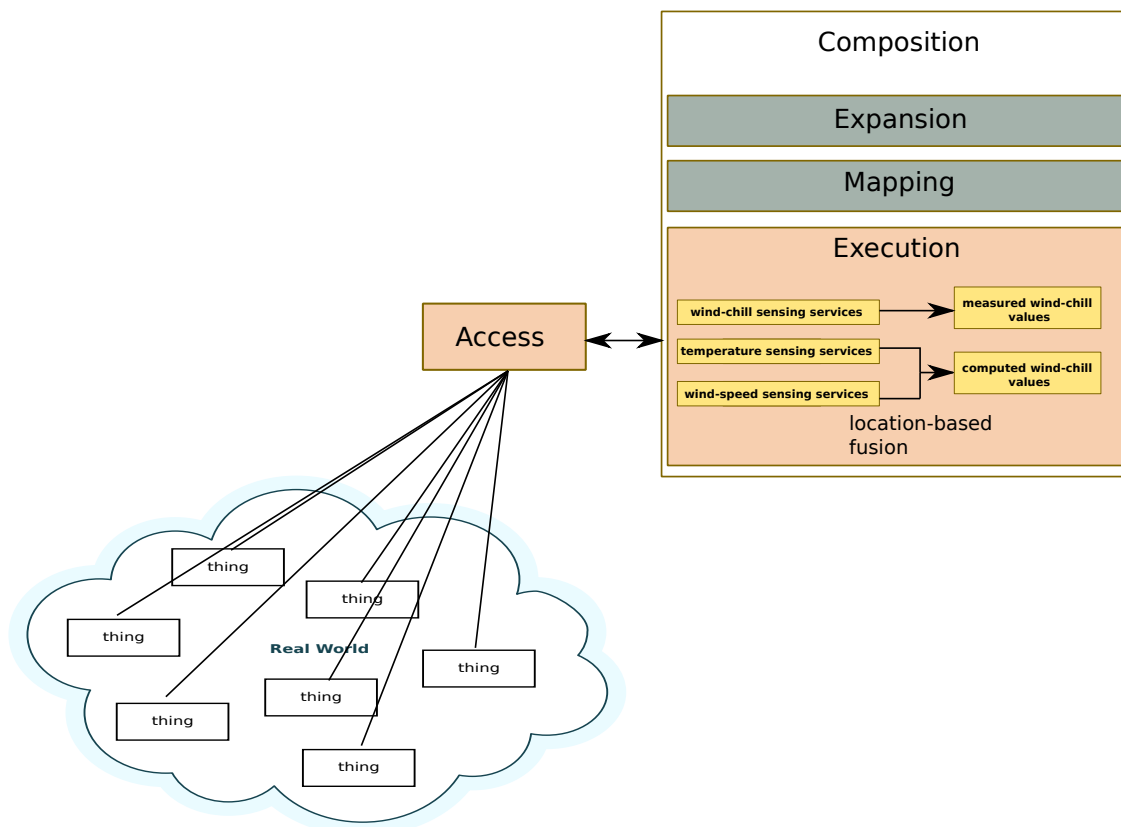 Composition
Expansion
Mapping
Execution
wind-chill sensing services
measured wind-chill
values
temperature sensing services
computed wind-chill
values
wind-speed sensing services
location-based
fusion
Access
thing
thing
thing
Real World
thing
thing
thing
thing